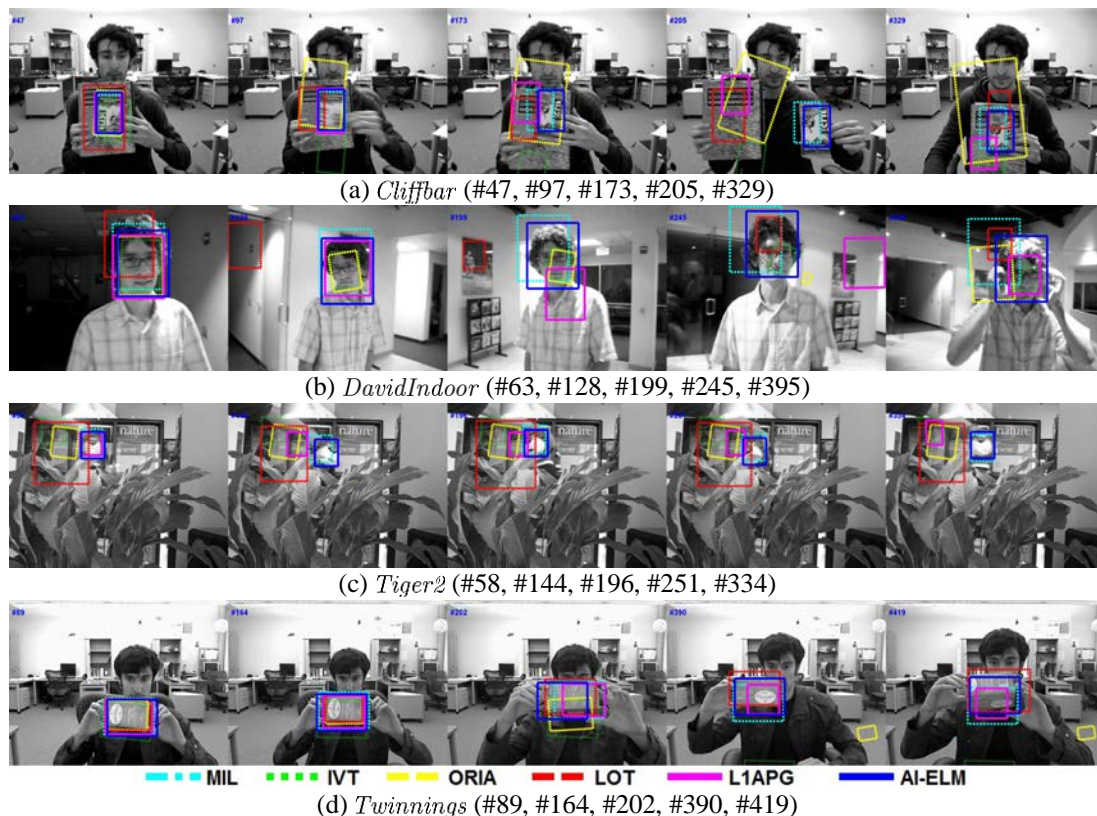 #47 #97 #173 #205 #329
(a) Cliffbar (#47, #97, #173, #205, #329)
#199 #245
(b) DavidIndoor (#63, #128, #199, #245, #395)
nature nature nature nature nature
(c) Tiger2 (#58, #144, #196, #251, #334)
#89 #164 #202 #390 #419
MIL IVT ORIA LOT L1APG AI-ELM
(d) Twinnings (#89, #164, #202, #390, #419)